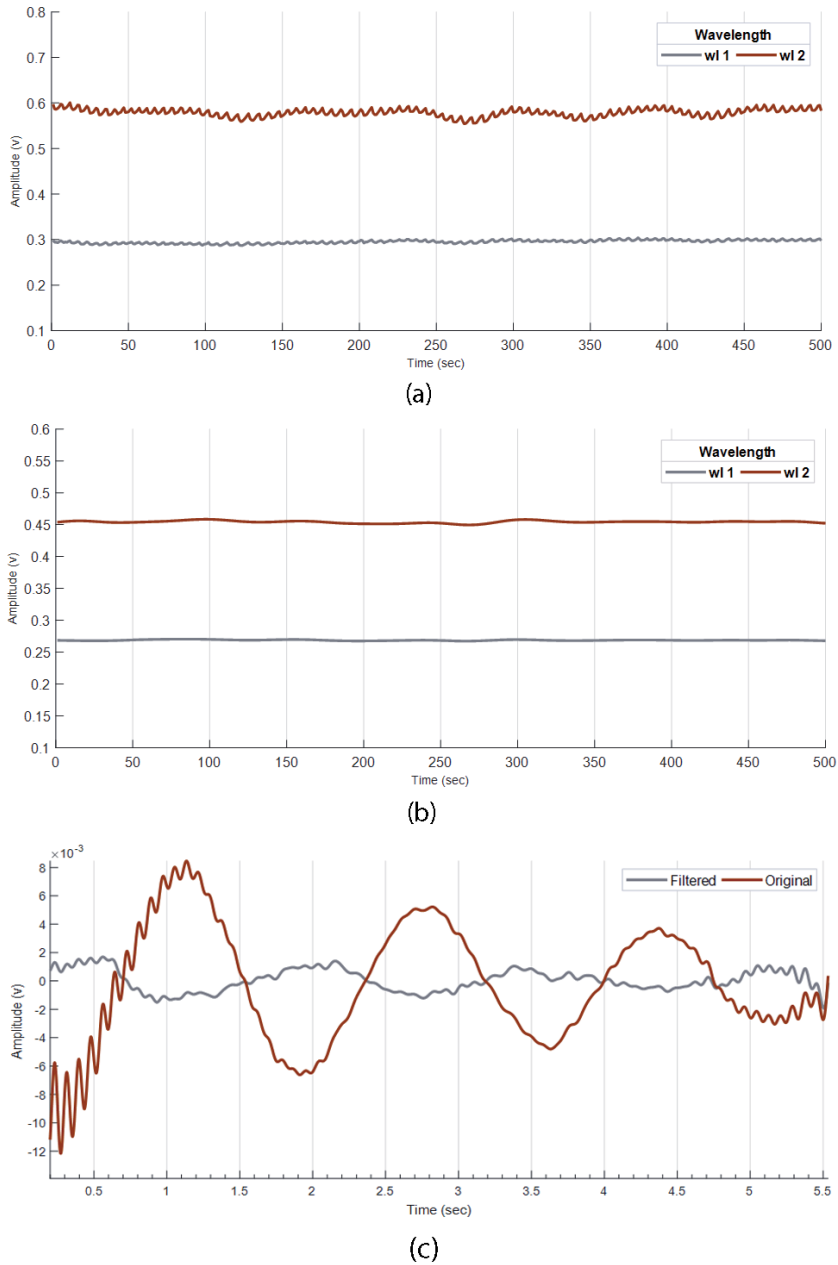 0.8
0.7
0.6
0.5
0.4
0.3
0.2
0.1
Amplitude (v)
Wavelength
wl 1 wl 2
0 50 100 150 200 250 300 350 400 450 500
Time (sec)
(a)
0.6
0.55
0.5
0.45
0.4
0.35
0.3
0.25
0.2
0.15
0.1
Amplitude (v)
Wavelength
wl 1 wl 2
0 50 100 150 200 250 300 350 400 450 500
Time (sec)
(b)
×10⁻³
8
6
4
2
0
-2
-4
-6
-8
-10
-12
Amplitude (v)
Filtered Original
0.5 1 1.5 2 2.5 3 3.5 4 4.5 5 5.5
Time (sec)
(c)